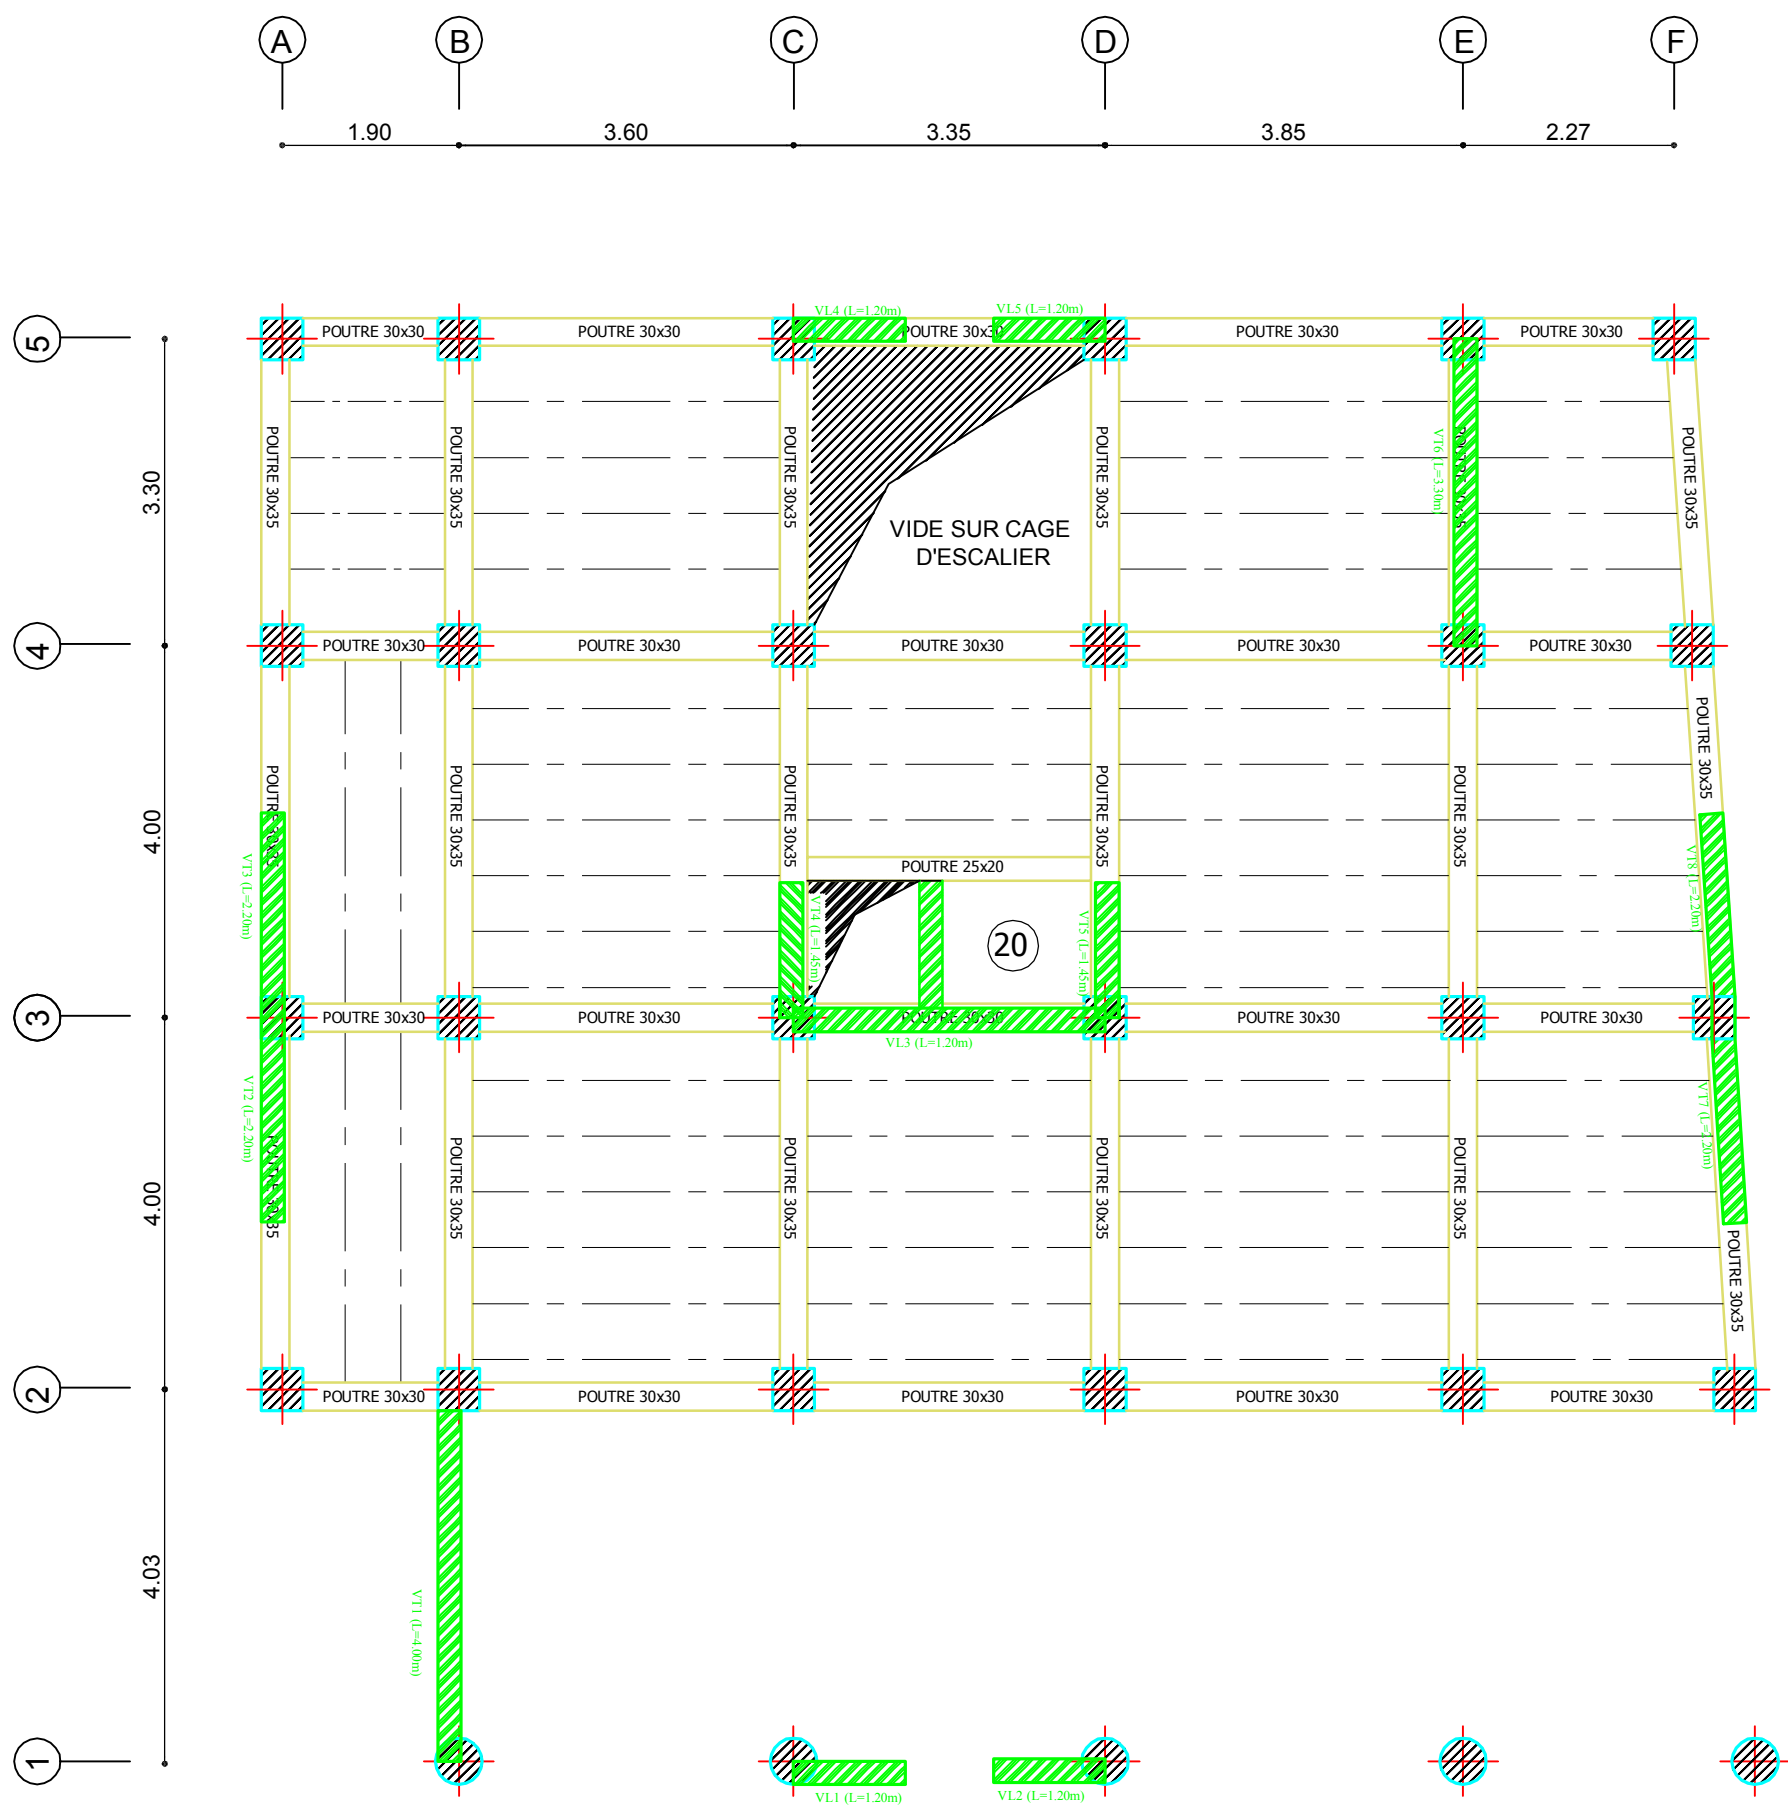 A B C D E F
1.90 3.60 3.35 3.85 2.27
VL4 (L=1.20m) VL5 (L=1.20m)
5 POUTRE 30x30 POUTRE 30x30 POUTRE 30x30 POUTRE 30x30 POUTRE 30x30
3.30
POUTRE 30x35 POUTRE 30x35 POUTRE 30x35 POUTRE 30x35 VT6 (L=3.30m) POUTRE 30x35 POUTRE 30x35
VIDE SUR CAGE
D'ESCALIER
4 POUTRE 30x30 POUTRE 30x30 POUTRE 30x30 POUTRE 30x30 POUTRE 30x30
4.00
POUTRE 30x35 POUTRE 30x35 POUTRE 30x35 POUTRE 30x35 POUTRE 30x35 POUTRE 30x35
POUTRE 25x20
VT3 (L=2.20m) VT4 (L=1.45m) VT5 (L=1.45m) VT8 (L=2.20m)
20
3 POUTRE 30x30 POUTRE 30x30 POUTRE 30x30 POUTRE 30x30 POUTRE 30x30
VL3 (L=1.20m)
VT2 (L=2.20m) VT7 (L=2.20m)
4.00
POUTRE 30x35 POUTRE 30x35 POUTRE 30x35 POUTRE 30x35 POUTRE 30x35 POUTRE 30x35
2 POUTRE 30x30 POUTRE 30x30 POUTRE 30x30 POUTRE 30x30 POUTRE 30x30
4.03
VT1 (L=4.00m)
1
VL1 (L=1.20m) VL2 (L=1.20m)